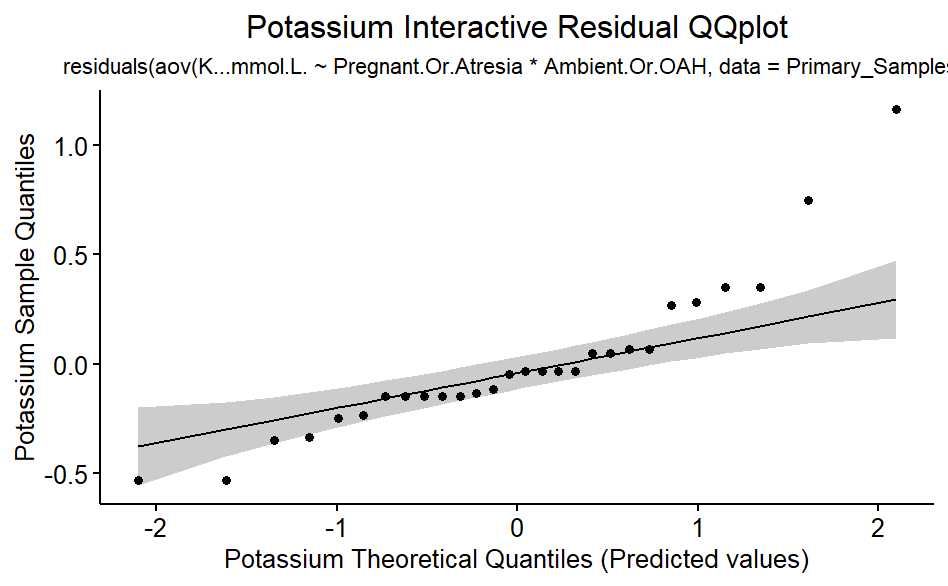 Potassium Interactive Residual QQplot
residuals(aov(K...mmol.L. ~ Pregnant.Or.Atresia * Ambient.Or.OAH, data = Primary_Samples
Potassium Sample Quantiles
1.0
0.5
0.0
-0.5
-2
-1
0
1
2
Potassium Theoretical Quantiles (Predicted values)